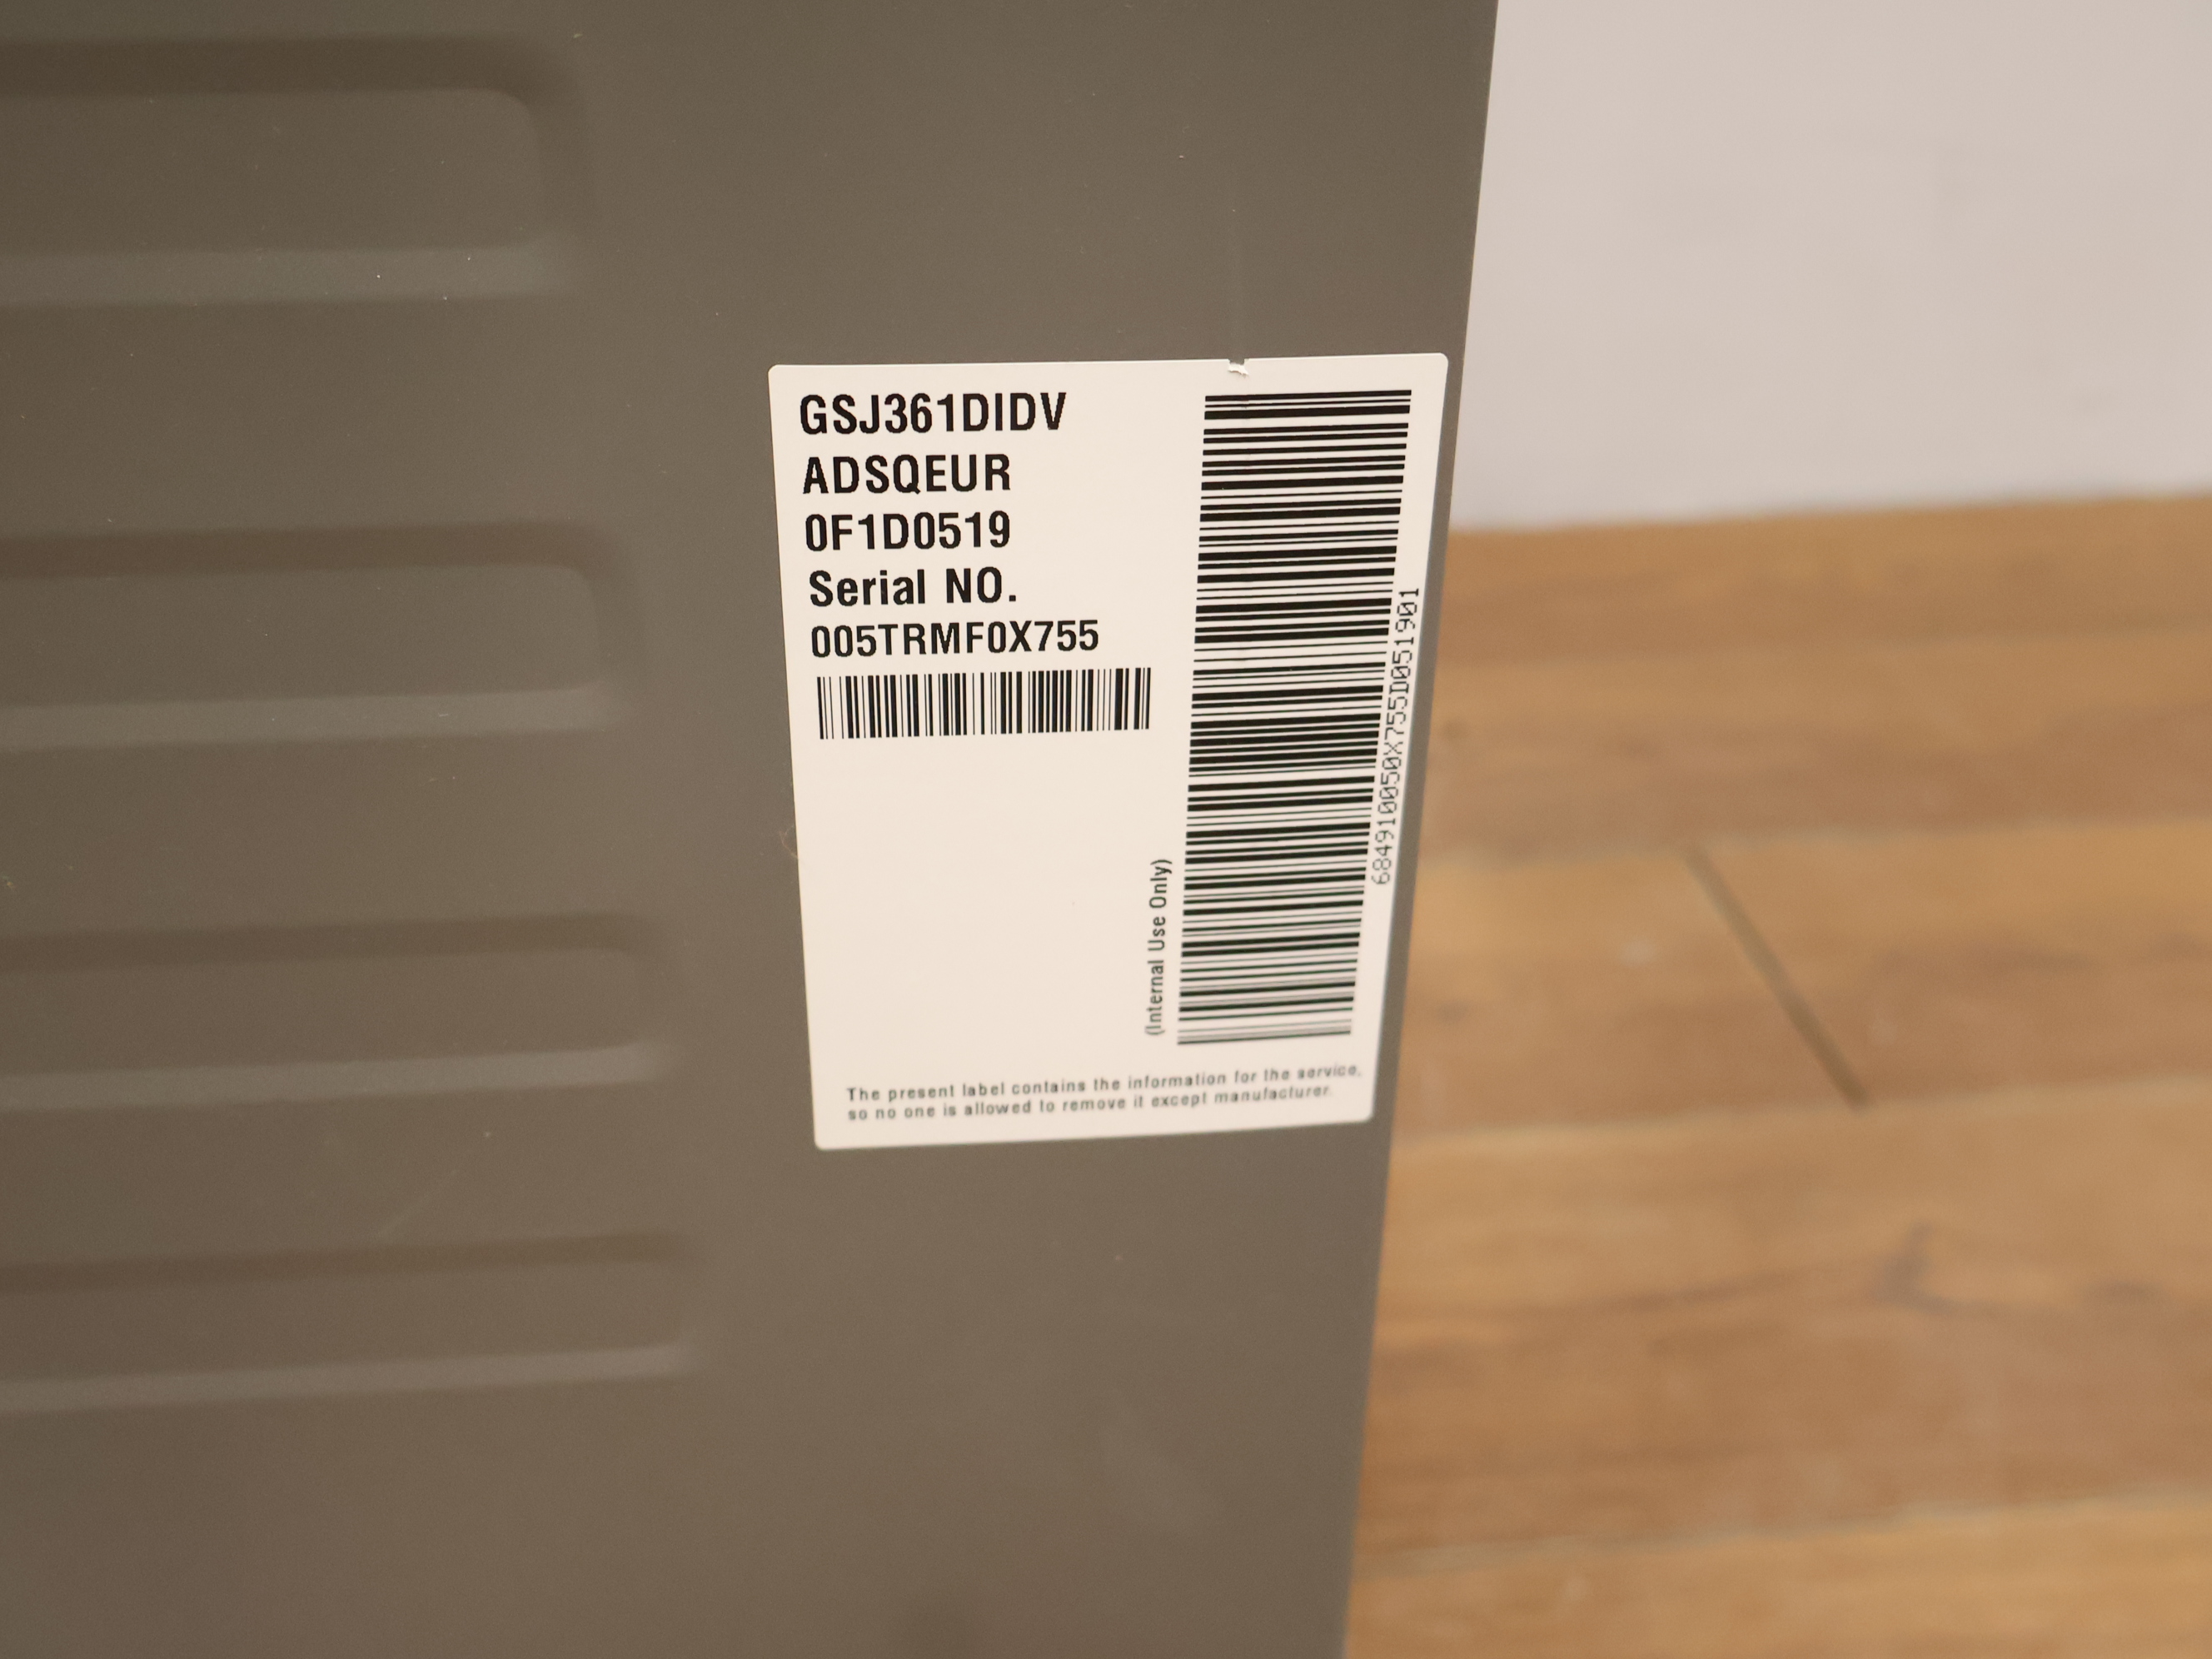 GSJ361DIDV
ADSQEUR
0F1D0519
Serial NO.
005TRMF0X755
(Internal Use Only)
684910050X755D051901
The present label contains the information for the service.
so no one is allowed to remove it except manufacturer.